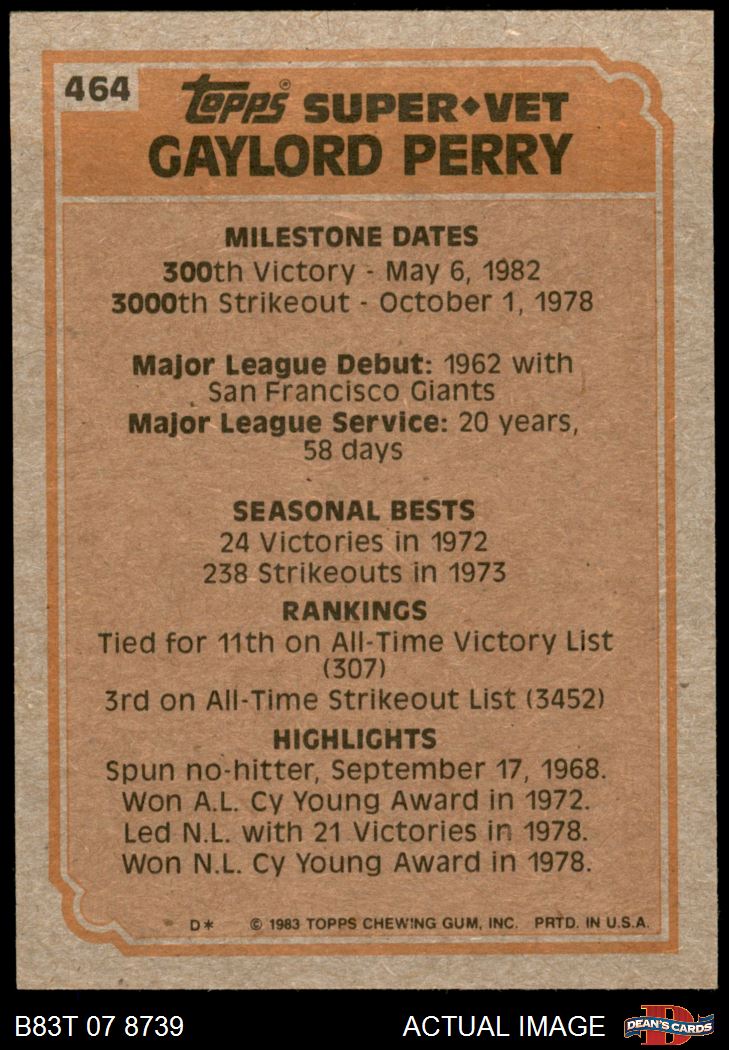 464
Topps® SUPER◆VET
GAYLORD PERRY
MILESTONE DATES
300th Victory - May 6, 1982
3000th Strikeout - October 1, 1978
Major League Debut: 1962 with
San Francisco Giants
Major League Service: 20 years,
58 days
SEASONAL BESTS
24 Victories in 1972
238 Strikeouts in 1973
RANKINGS
Tied for 11th on All-Time Victory List
(307)
3rd on All-Time Strikeout List (3452)
HIGHLIGHTS
Spun no-hitter, September 17, 1968.
Won A.L. Cy Young Award in 1972.
Led N.L. with 21 Victories in 1978.
Won N.L. Cy Young Award in 1978.
D* © 1983 TOPPS CHEWING GUM, INC. PRTD. IN U.S.A.
B83T 07 8739 ACTUAL IMAGE D DEAN'S CARDS